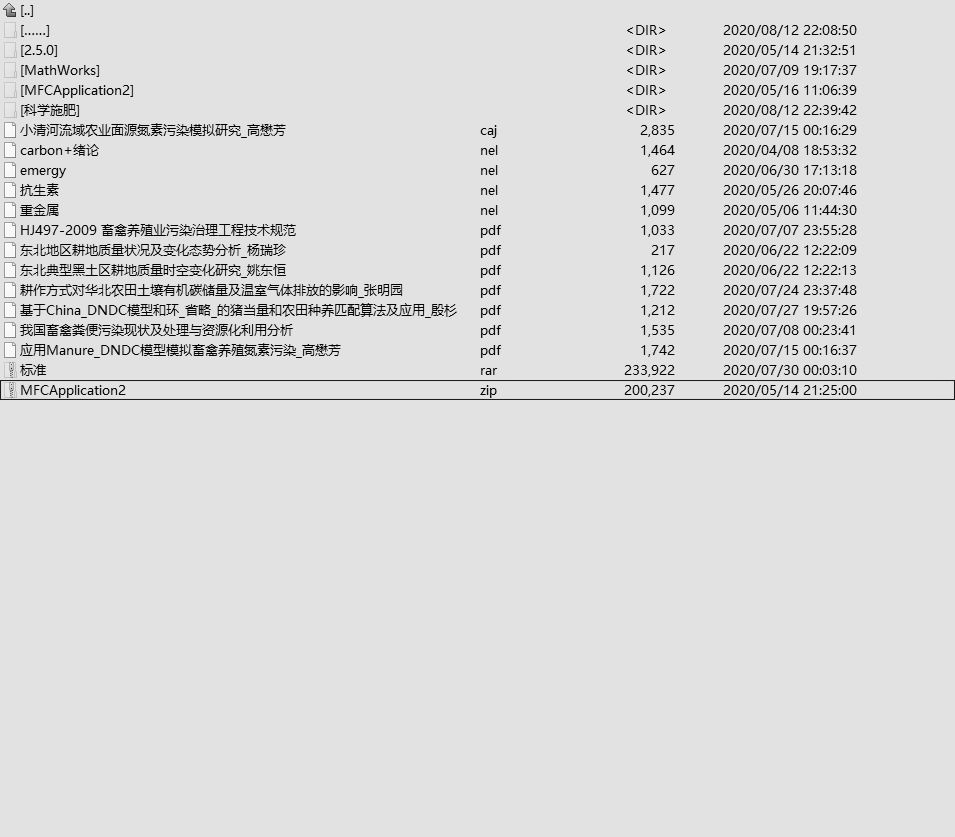 [..]
[......] <DIR> 2020/08/12 22:08:50
[2.5.0] <DIR> 2020/05/14 21:32:51
[MathWorks] <DIR> 2020/07/09 19:17:37
[MFCApplication2] <DIR> 2020/05/16 11:06:39
[科学施肥] <DIR> 2020/08/12 22:39:42
小清河流域农业面源氮素污染模拟研究_高懋芳 caj 2,835 2020/07/15 00:16:29
carbon+绪论 nel 1,464 2020/04/08 18:53:32
emergy nel 627 2020/06/30 17:13:18
抗生素 nel 1,477 2020/05/26 20:07:46
重金属 nel 1,099 2020/05/06 11:44:30
HJ497-2009 畜禽养殖业污染治理工程技术规范 pdf 1,033 2020/07/07 23:55:28
东北地区耕地质量状况及变化态势分析_杨瑞珍 pdf 217 2020/06/22 12:22:09
东北典型黑土区耕地质量时空变化研究_姚东恒 pdf 1,126 2020/06/22 12:22:13
耕作方式对华北农田土壤有机碳储量及温室气体排放的影响_张明园 pdf 1,722 2020/07/24 23:37:48
基于China_DNDC模型和环_省略_的猪当量和农田种养匹配算法及应用_殷杉 pdf 1,212 2020/07/27 19:57:26
我国畜禽粪便污染现状及处理与资源化利用分析 pdf 1,535 2020/07/08 00:23:41
应用Manure_DNDC模型模拟畜禽养殖氮素污染_高懋芳 pdf 1,742 2020/07/15 00:16:37
标准 rar 233,922 2020/07/30 00:03:10
MFCApplication2 zip 200,237 2020/05/14 21:25:00